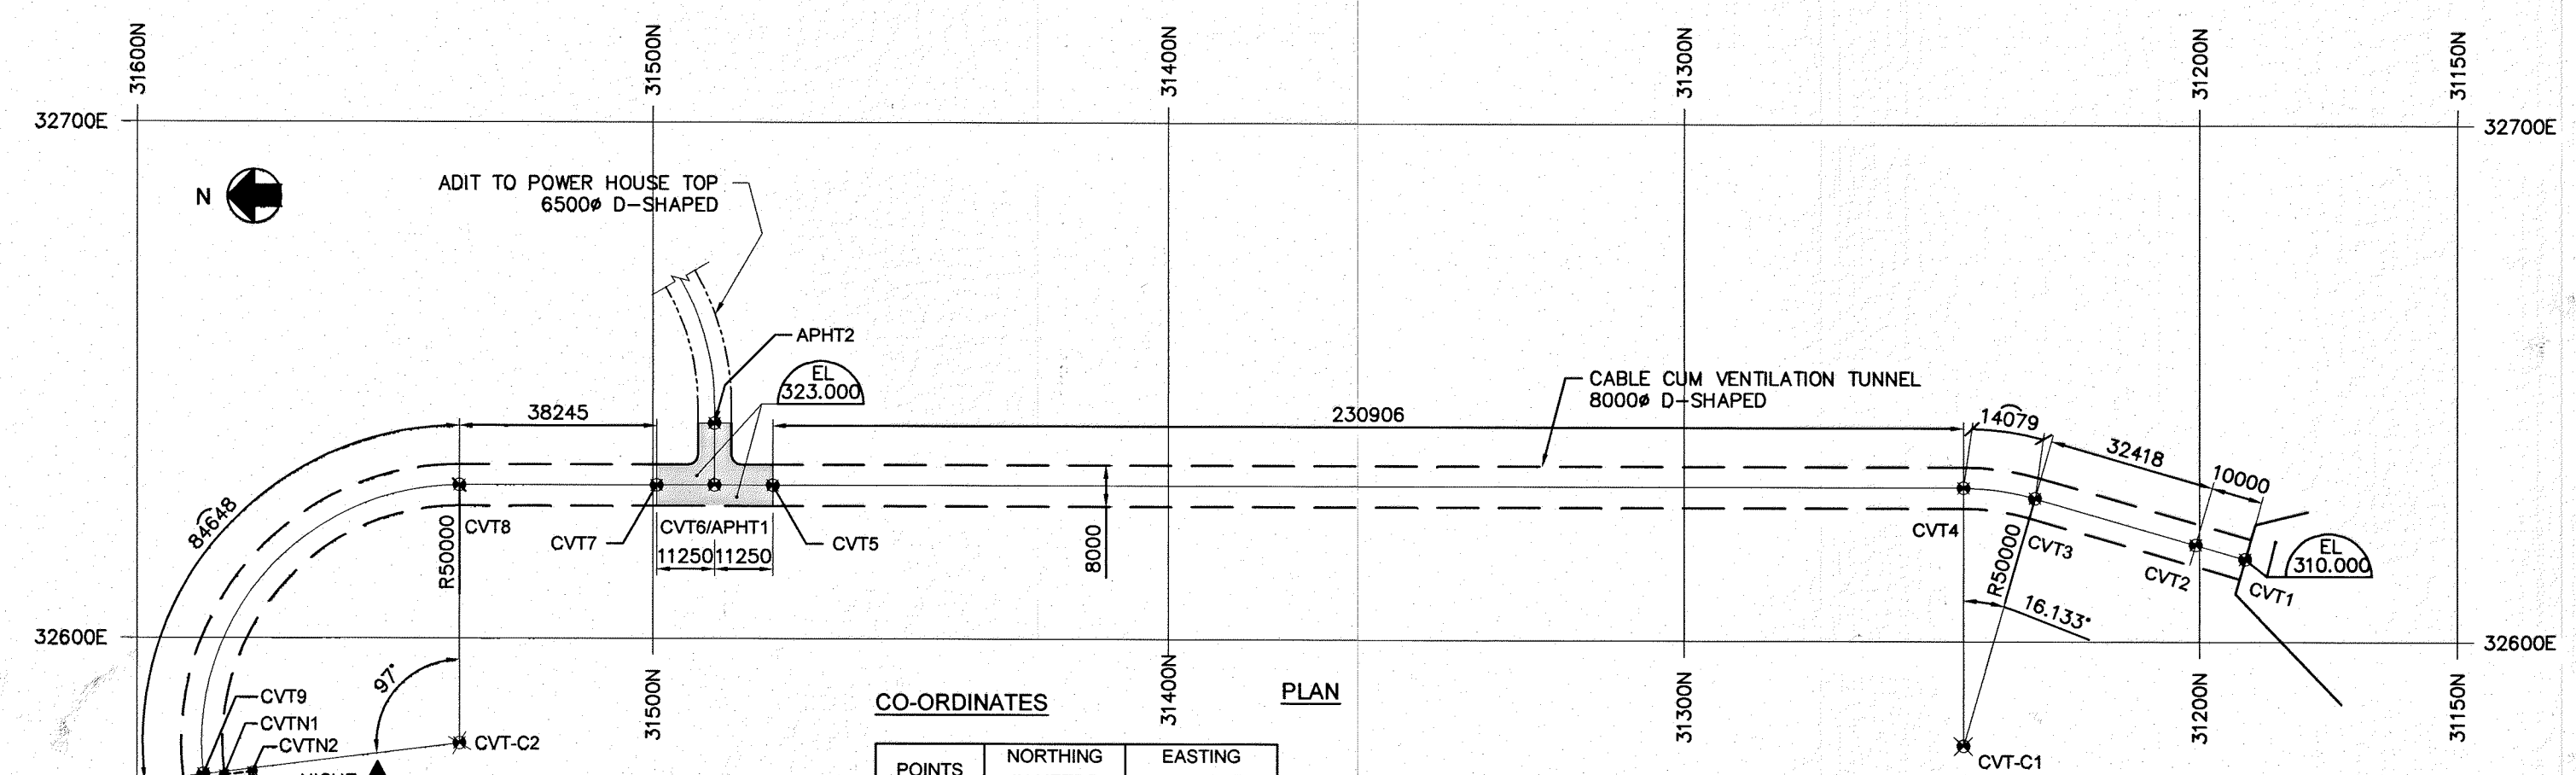 31600N
31500N
31400N
31300N
31200N
31150N
32700E
32700E
N
ADIT TO POWER HOUSE TOP
6500ø D-SHAPED
APHT2
EL
323.000
CABLE CUM VENTILATION TUNNEL
8000ø D-SHAPED
38245
230906
14079
32418
10000
84648
R50000
CVT8
CVT7
CVT6/APHT1
11250
11250
CVT5
8000
CVT4
R50000
CVT3
CVT2
CVT1
EL
310.000
16.133°
32600E
32600E
97°
CVT9
CVTN1
CVTN2
CVT-C2
31500N
31400N
31300N
31200N
31150N
CO-ORDINATES
PLAN
POINTS
NORTHING
EASTING
CVT-C1